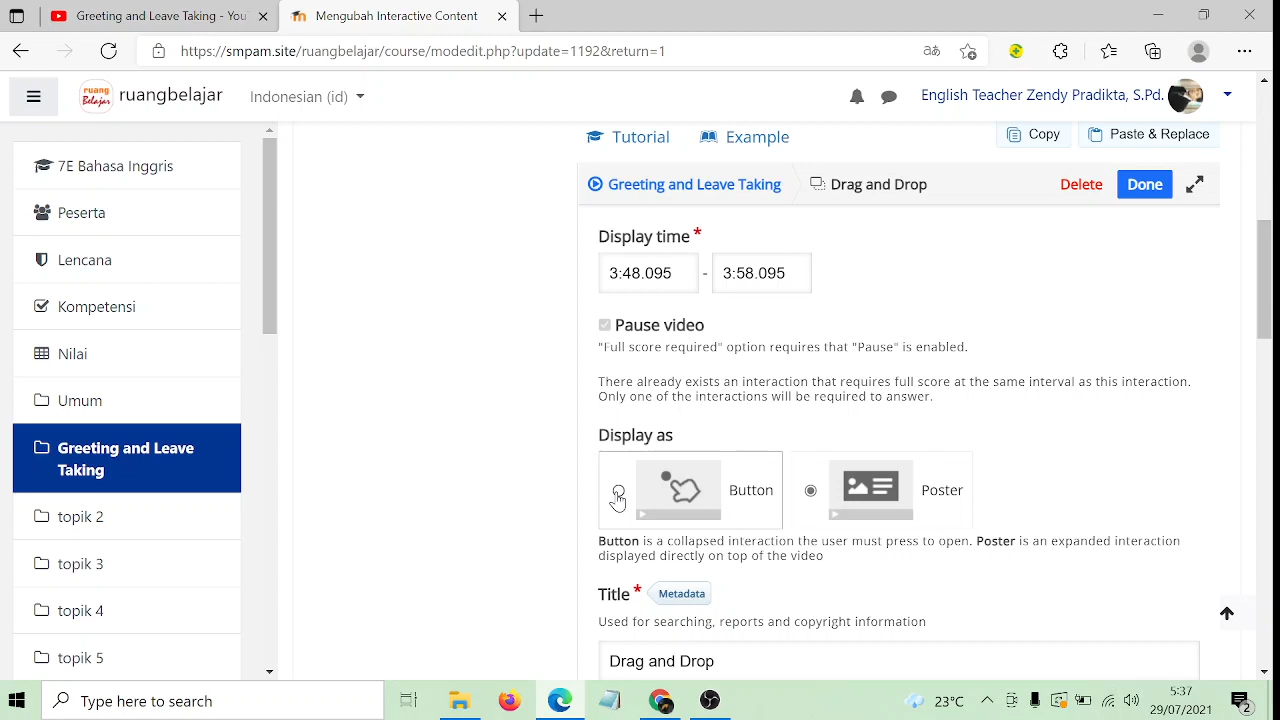 Greeting and Leave Taking - You
Mengubah Interactive Content
https://smpam.site/ruangbelajar/course/modedit.php?update=1192&return=1
ruang
Belajar
ruangbelajar
Indonesian (id)
English Teacher Zendy Pradikta, S.Pd.
7E Bahasa Inggris
Peserta
Lencana
Kompetensi
Nilai
Umum
Greeting and Leave
Taking
topik 2
topik 3
topik 4
topik 5
Tutorial
Example
Copy
Paste & Replace
Greeting and Leave Taking
Drag and Drop
Delete
Done
Display time *
3:48.095 - 3:58.095
Pause video
"Full score required" option requires that "Pause" is enabled.
There already exists an interaction that requires full score at the same interval as this interaction.
Only one of the interactions will be required to answer.
Display as
Button
Poster
Button is a collapsed interaction the user must press to open. Poster is an expanded interaction
displayed directly on top of the video
Title *
Metadata
Used for searching, reports and copyright information
Drag and Drop
Type here to search
23°C
5:37
29/07/2021
2